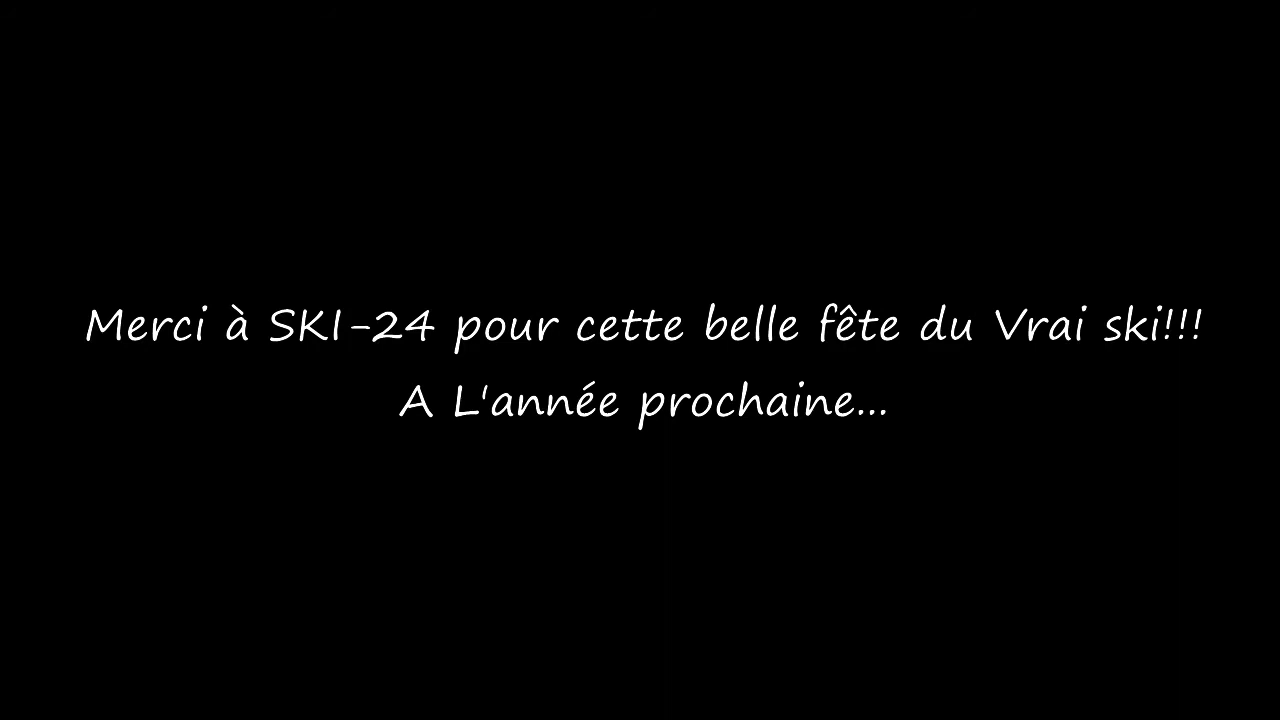 Merci à SKI-24 pour cette belle fête du Vrai ski!!!
A L'année prochaine...